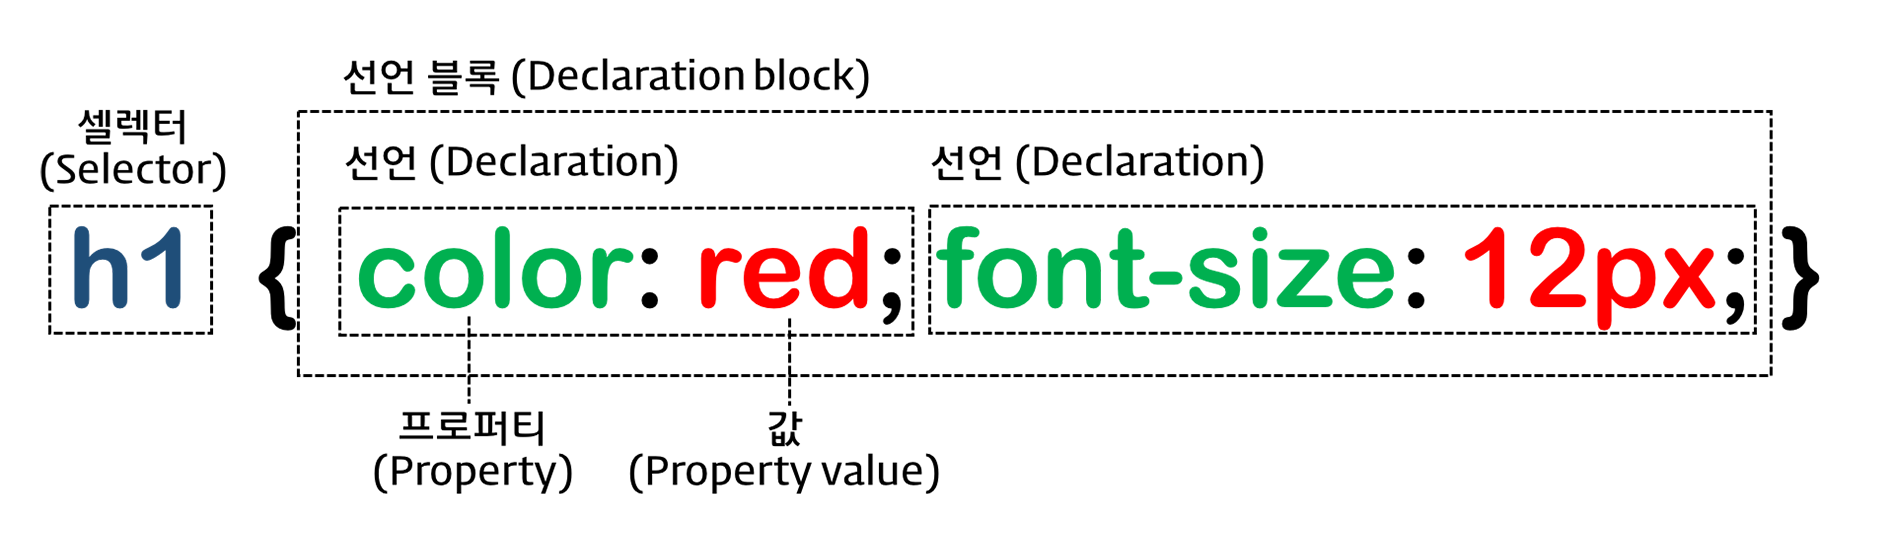 선언 블록 (Declaration block)
셀렉터
(Selector)
선언 (Declaration) 선언 (Declaration)
h1 { color: red; font-size: 12px; }
프로퍼티 값
(Property) (Property value)